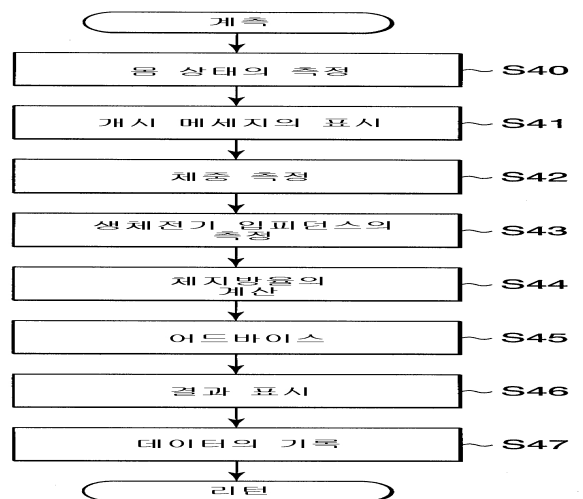 계측
몸 상태의 측정
S40
개시 메세지의 표시
S41
체중 측정
S42
생체전기 임피던스의
측정
S43
체지방율의
계산
S44
어드바이스
S45
결과 표시
S46
데이터의 기록
S47
리턴